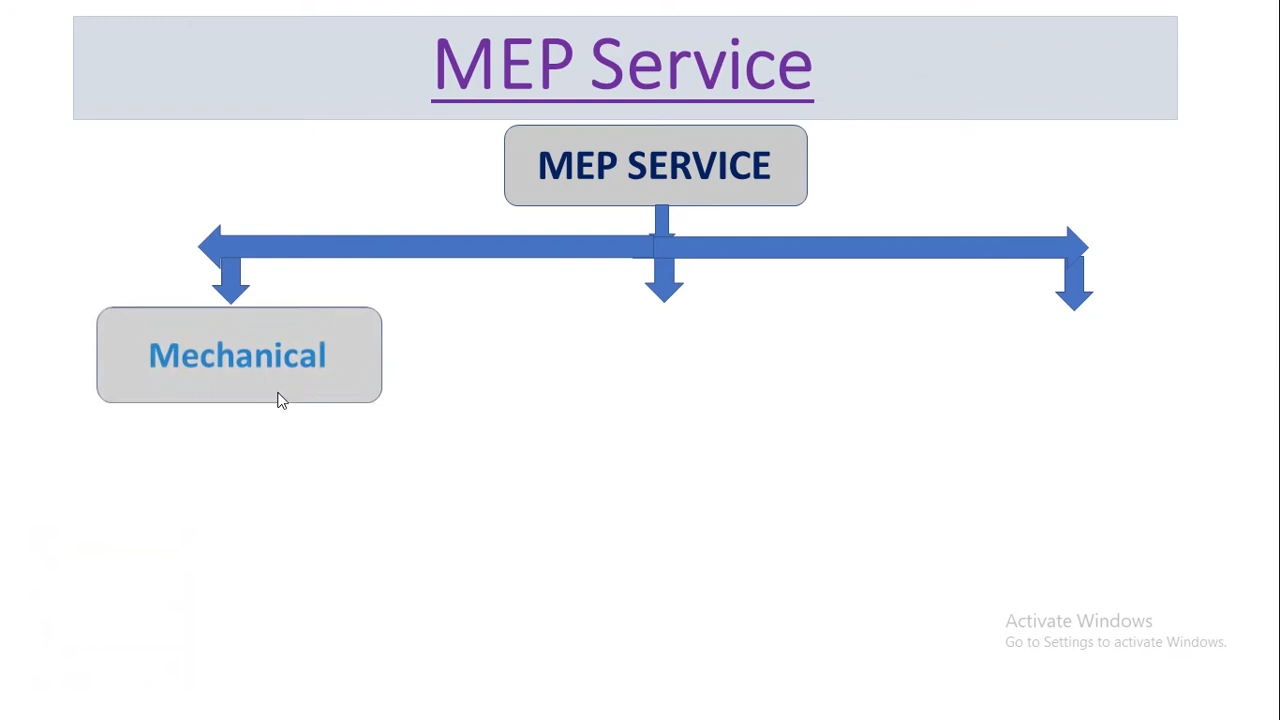 MEP Service
MEP SERVICE
Mechanical
Activate Windows
Go to Settings to activate Windows.